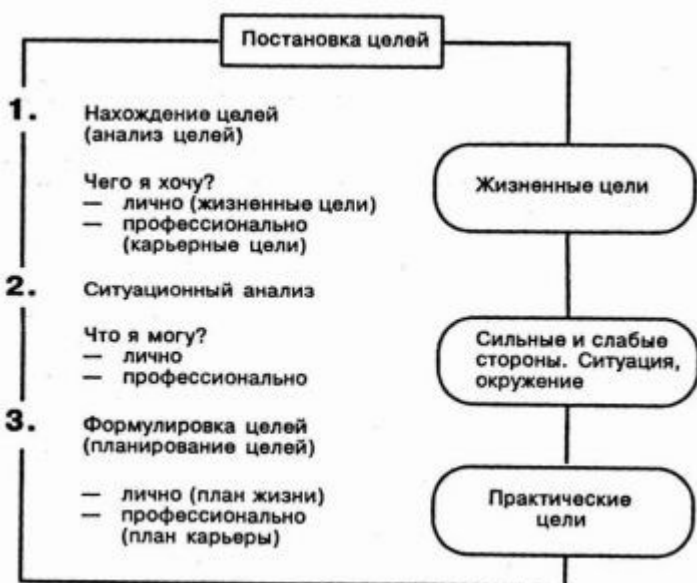 Постановка целей
1. Нахождение целей
(анализ целей)
Чего я хочу?
— лично (жизненные цели)
— профессионально
(карьерные цели)
Жизненные цели
2. Ситуационный анализ
Что я могу?
— лично
— профессионально
Сильные и слабые
стороны. Ситуация,
окружение
3. Формулировка целей
(планирование целей)
— лично (план жизни)
— профессионально
(план карьеры)
Практические
цели